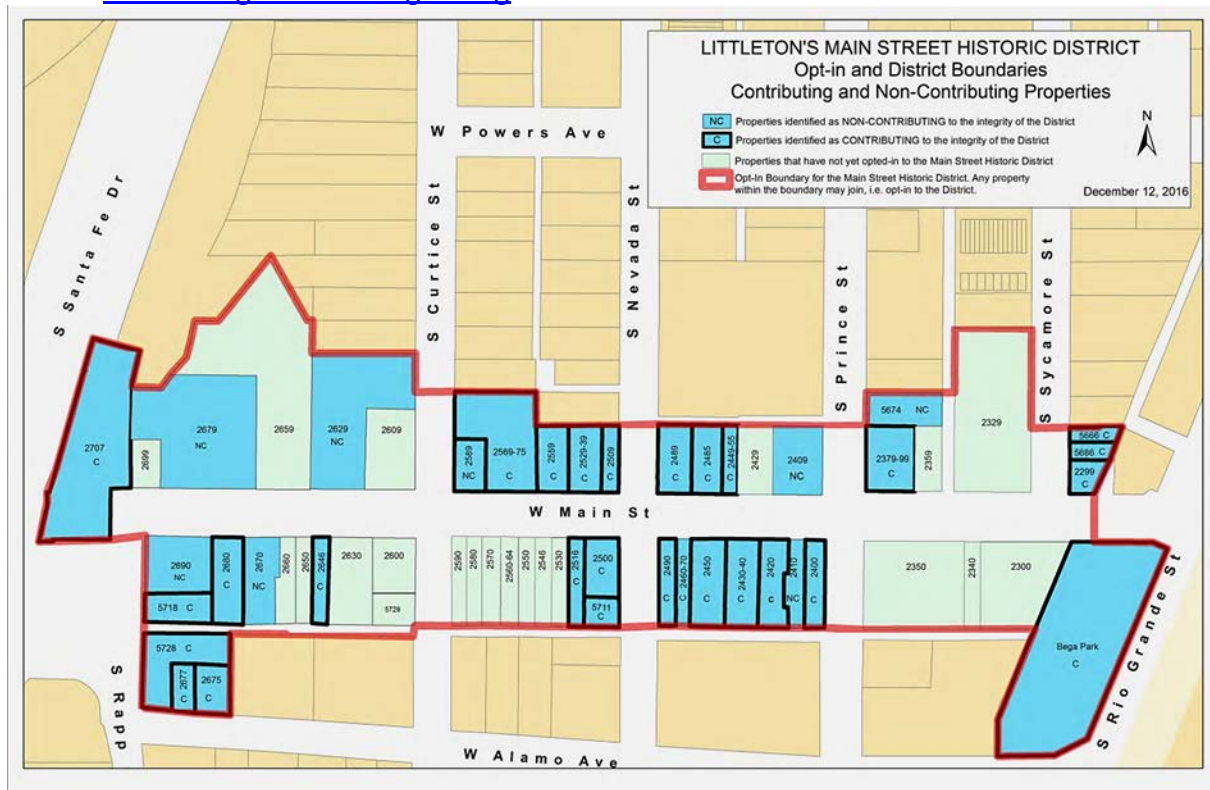 LITTLETON'S MAIN STREET HISTORIC DISTRICT
Opt-in and District Boundaries
Contributing and Non-Contributing Properties
NC Properties identified as NON-CONTRIBUTING to the integrity of the District
C Properties identified as CONTRIBUTING to the integrity of the District
Properties that have not yet opted-in to the Main Street Historic District
Opt-In Boundary for the Main Street Historic District. Any property
within the boundary may join, i.e. opt-in to the District.
N
December 12, 2016
W Powers Ave
S Santa Fe Dr
S Curtice St
S Nevada St
S Prince St
S Sycamore St
2707
C
2699
2679
NC
2659
2629
NC
2609
2589
NC
2569-75
C
2559
C
2529-39
C
2509
C
2489
C
2485
C
2449-55
C
2429
2409
NC
5674 NC
2379-99
C
2359
2329
5666 C
5686 C
2299
C
W Main St
2690
NC
5718 C
2680
C
2670
NC
2660
2650
2646
C
2630
2600
5729
2590
2580
2570
2560-64
2550
2546
2530
2516
C
2500
C
5711
C
2490
C
2460-70
C
2450
C
2430-40
C
2420
c
2410
NC
2400
C
2350
2340
2300
Bega Park
C
5728 C
2677
C
2675
C
S Rapp
W Alamo Ave
S Rio Grande St